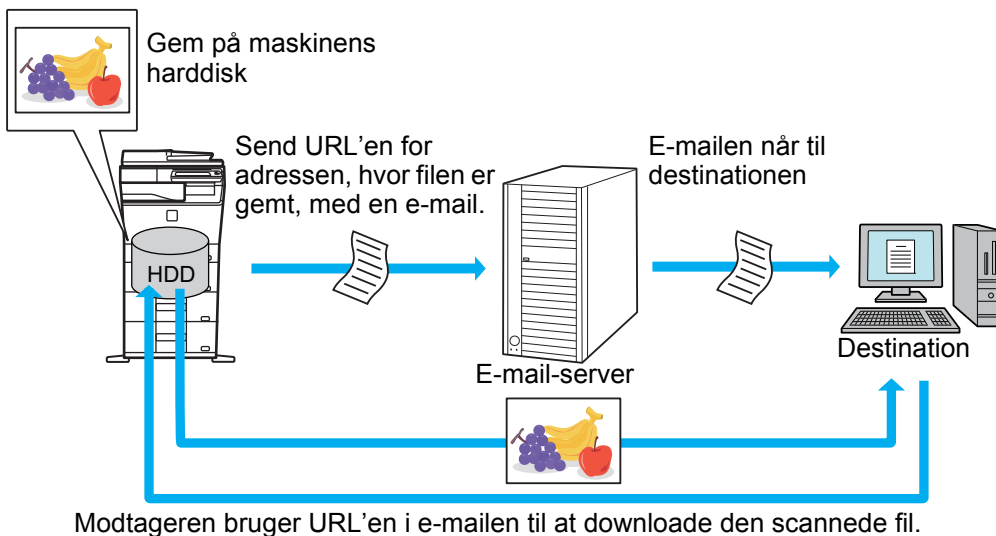 Gem på maskinens
harddisk
Send URL'en for
adressen, hvor filen er
gemt, med en e-mail.
E-mailen når til
destinationen
HDD
E-mail-server
Destination
Modtageren bruger URL'en i e-mailen til at downloade den scannede fil.